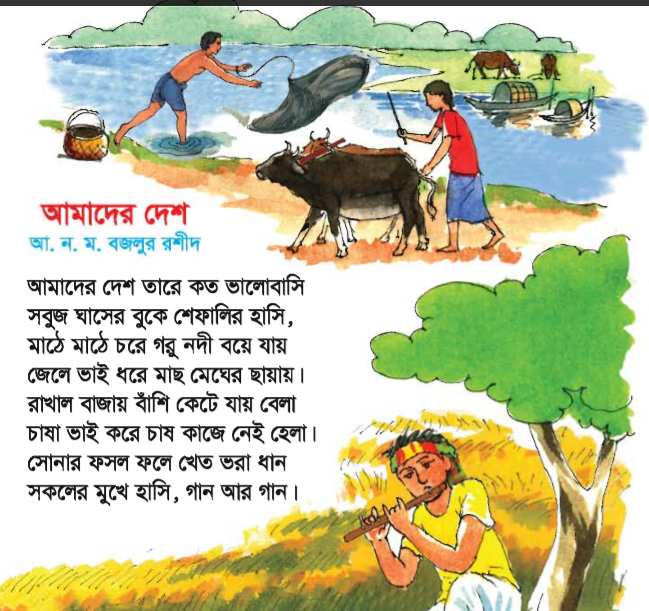 আমাদের দেশ
আ. ন. ম. বজলুর রশীদ
আমাদের দেশ তারে কত ভালোবাসি
সবুজ ঘাসের বুকে শেফালির হাসি,
মাঠে মাঠে চরে গরু নদী বয়ে যায়
জেলে ভাই ধরে মাছ মেঘের ছায়ায়।
রাখাল বাজায় বাঁশি কেটে যায় বেলা
চাষা ভাই করে চাষ কাজে নেই হেলা।
সোনার ফসল ফলে খেত ভরা ধান
সকলের মুখে হাসি, গান আর গান।